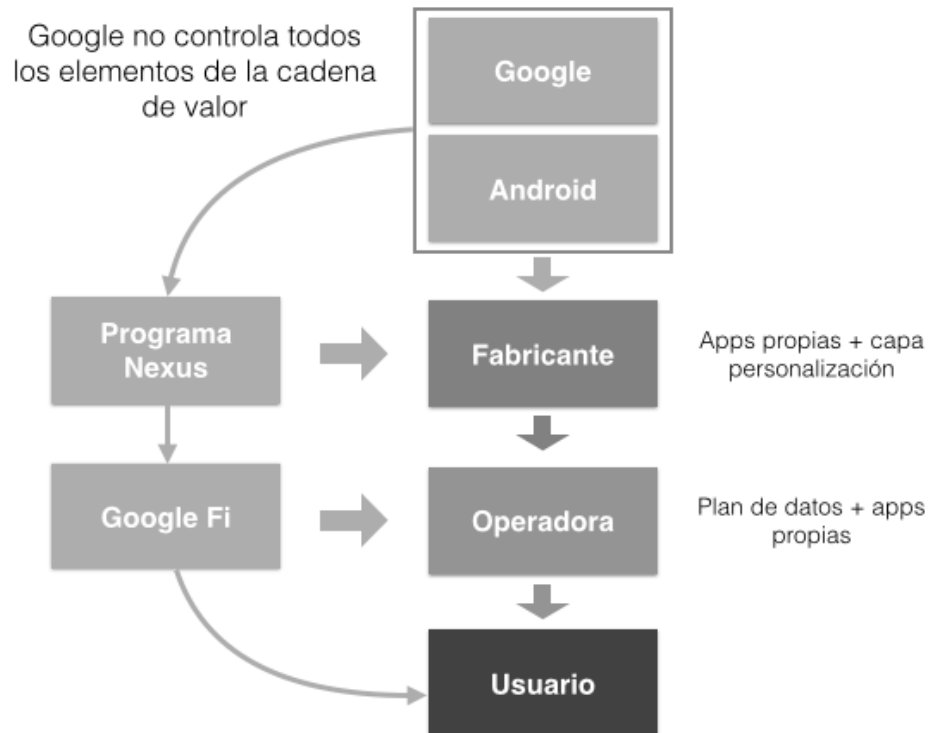 Google no controla todos
los elementos de la cadena
de valor
Google
Android
Programa
Nexus
Fabricante
Apps propias + capa
personalización
Google Fi
Operadora
Plan de datos + apps
propias
Usuario